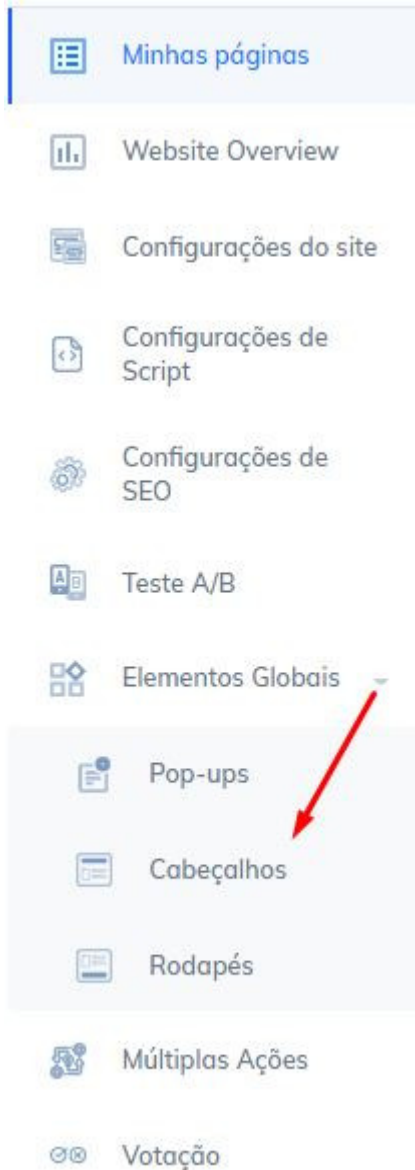 Minhas páginas
Website Overview
Configurações do site
Configurações de
Script
Configurações de
SEO
Teste A/B
Elementos Globais
Pop-ups
Cabeçalhos
Rodapés
Múltiplas Ações
Votação